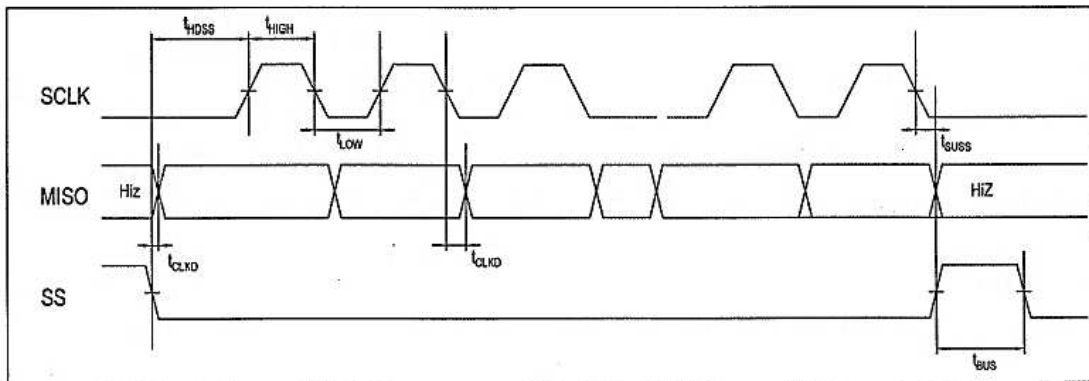 tHDSS tHIGH
SCLK
tLOW
tSUSS
MISO Hiz HiZ
tCLKD tCLKD
SS
tBUS